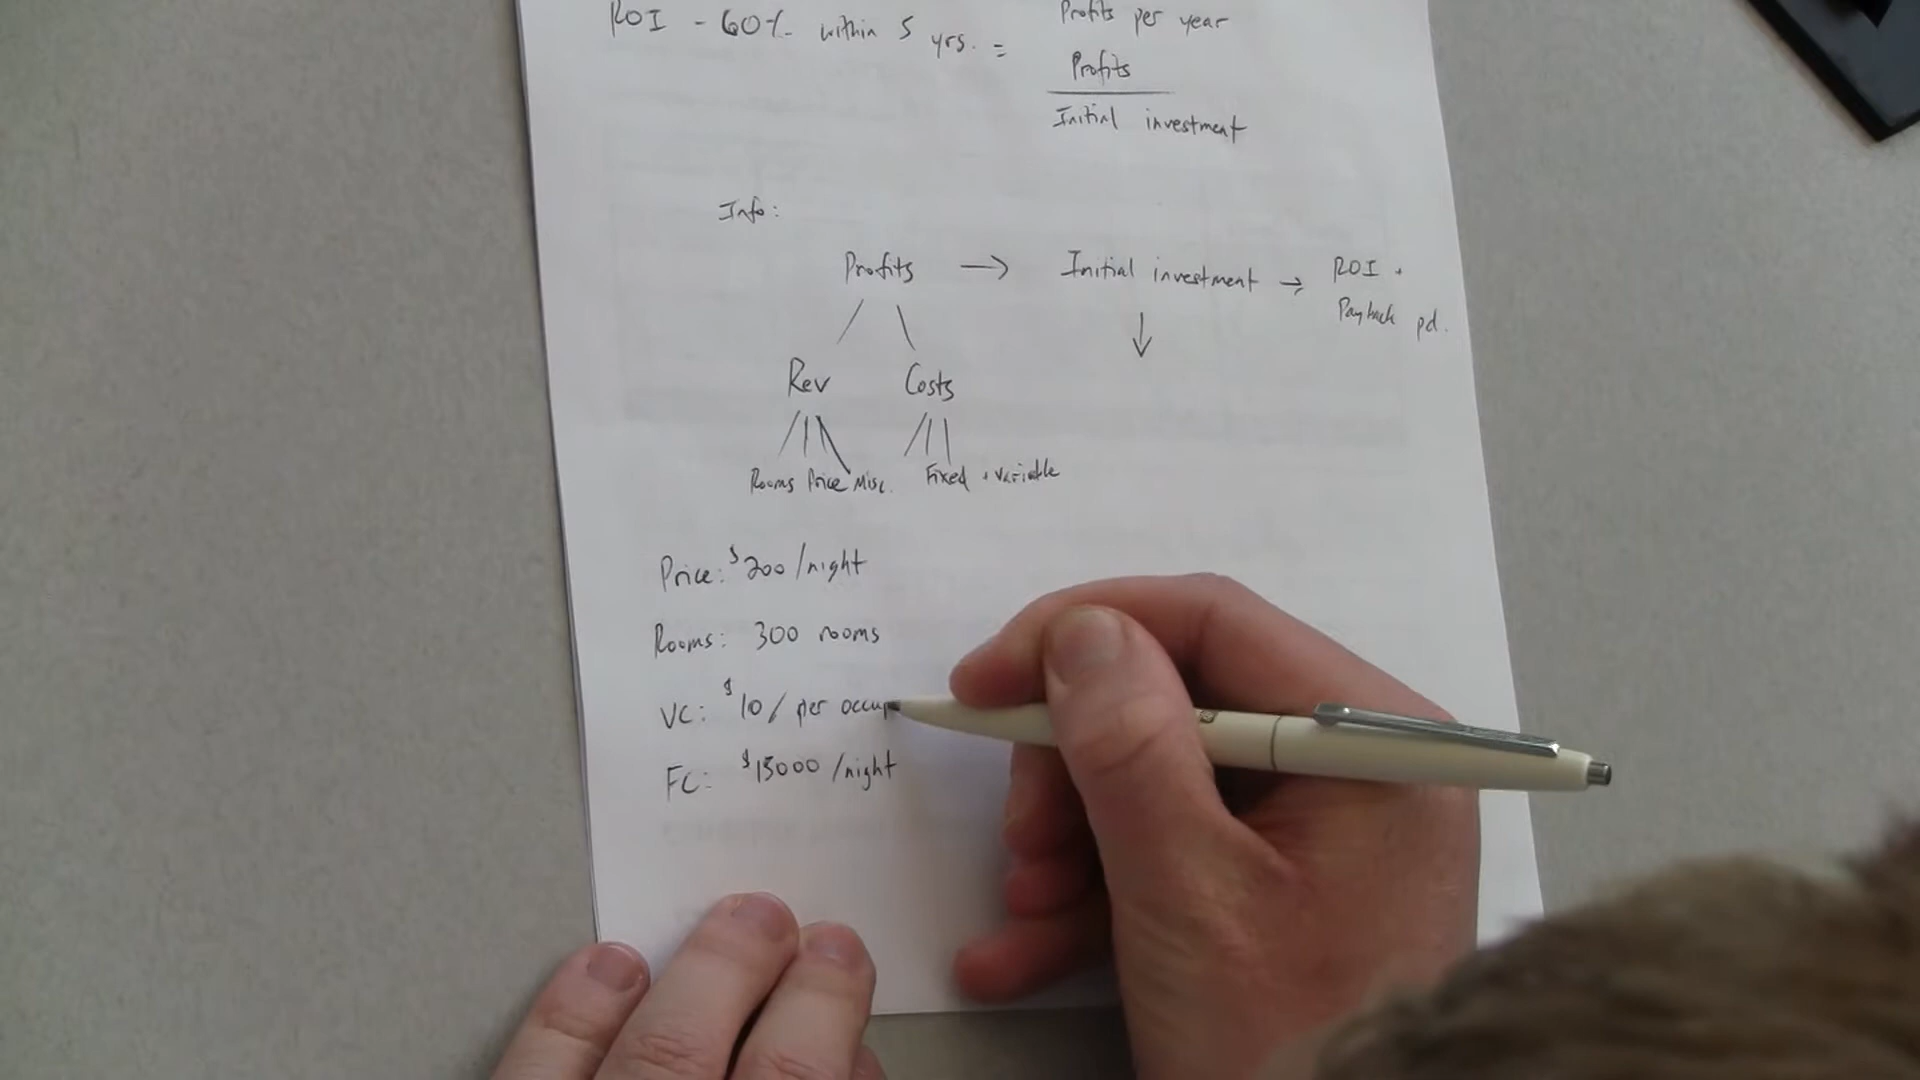 Profits per year
ROI - 60% within 5 yrs. =
Profits
Initial investment
Info:
Profits → Initial investment → ROI +
Payback pd.
Rev Costs
Rooms Price Misc. Fixed + variable
Price: $200/night
Rooms: 300 rooms
VC: $10/ per occup
FC: $15000/night